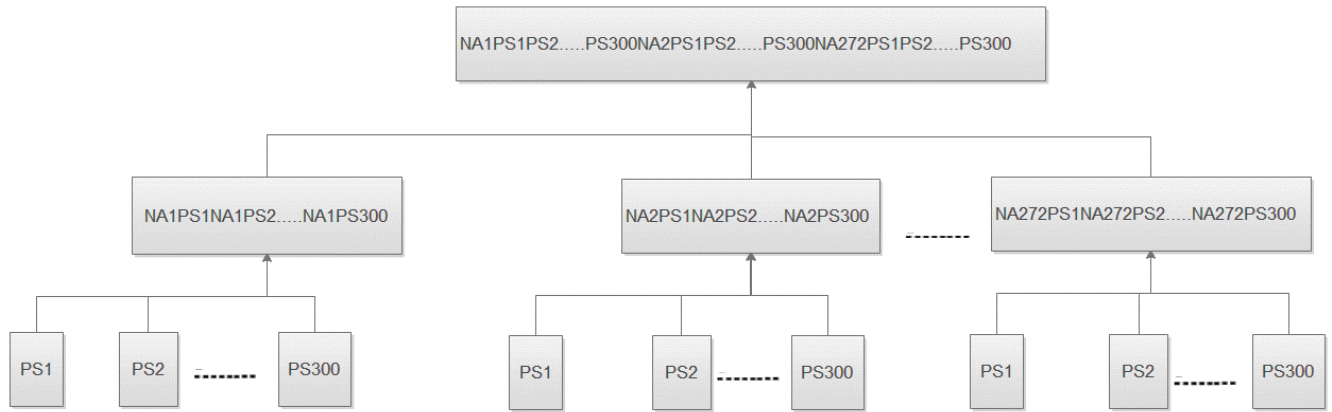 NA1PS1PS2.....PS300NA2PS1PS2.....PS300NA272PS1PS2.....PS300
NA1PS1NA1PS2.....NA1PS300
NA2PS1NA2PS2.....NA2PS300
NA272PS1NA272PS2.....NA272PS300
PS1
PS2
PS300
PS1
PS2
PS300
PS1
PS2
PS300